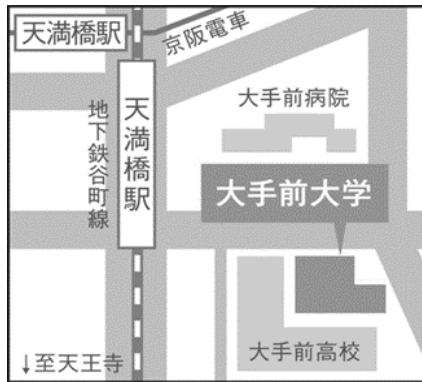 天満橋駅
京阪電車
大手前病院
天満橋駅
地下鉄谷町線
大手前大学
大手前高校
↓至天王寺